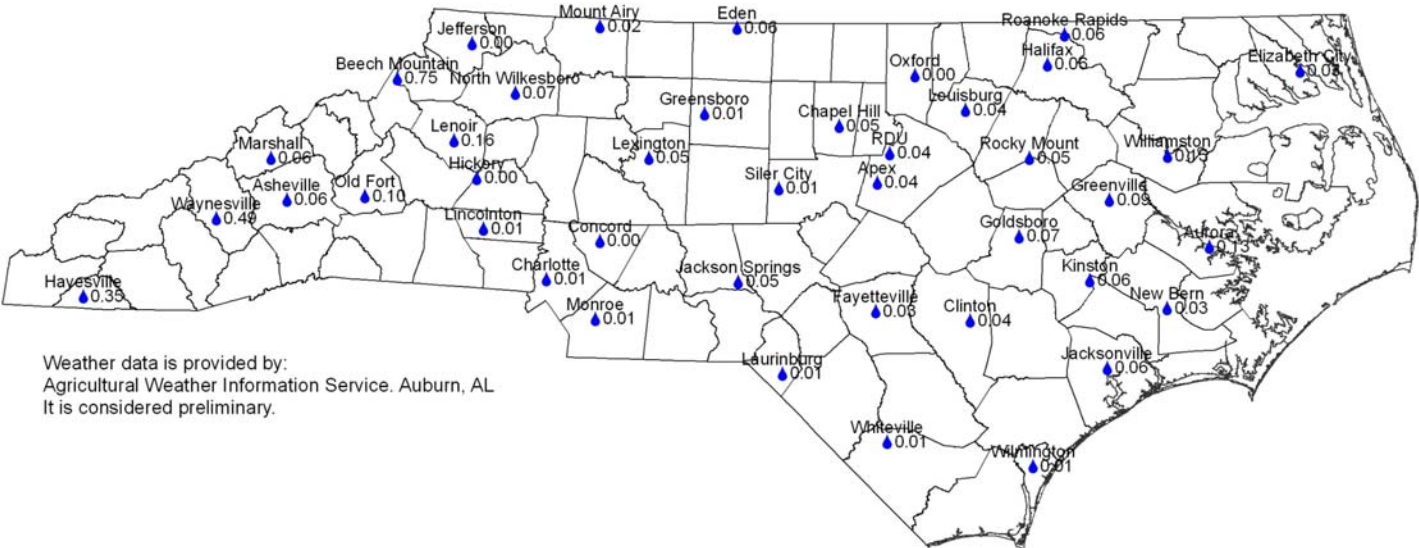 Mount Airy
0.02
Eden
0.06
Jefferson
0.00
Roanoke Rapids
0.06
Beech Mountain
0.75
North Wilkesboro
0.07
Oxford
0.00
Halifax
Elizabeth City
Greensboro
0.01
Louisburg
0.04
Chapel Hill
0.05
Lenoir
0.16
Marshall
0.06
Lexington
0.05
RDU
0.04
Rocky Mount
0.05
Williamston
Hickory
0.00
Siler City
0.01
Apex
0.04
Asheville
0.06
Old Fort
0.10
Greenville
0.09
Waynesville
0.49
Lincolnton
0.01
Concord
0.00
Goldsboro
0.07
Aurora
0.13
Charlotte
0.01
Jackson Springs
0.05
Kinston
0.06
Hayesville
0.35
New Bern
0.03
Monroe
0.01
Fayetteville
0.03
Clinton
0.04
Laurinburg
0.01
Jacksonville
0.06
Whiteville
0.01
Wilmington
0.01
Weather data is provided by:
Agricultural Weather Information Service. Auburn, AL
It is considered preliminary.